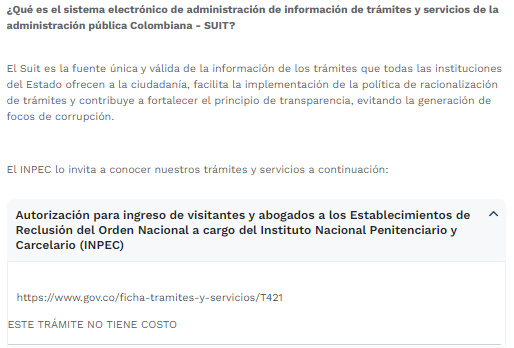 ¿Qué es el sistema electrónico de administración de información de trámites y servicios de la
administración pública Colombiana - SUIT?
El Suit es la fuente única y válida de la información de los trámites que todas las instituciones
del Estado ofrecen a la ciudadanía, facilita la implementación de la política de racionalización
de trámites y contribuye a fortalecer el principio de transparencia, evitando la generación de
focos de corrupción.
El INPEC lo invita a conocer nuestros trámites y servicios a continuación:
Autorización para ingreso de visitantes y abogados a los Establecimientos de
Reclusión del Orden Nacional a cargo del Instituto Nacional Penitenciario y
Carcelario (INPEC)
https://www.gov.co/ficha-tramites-y-servicios/T421
ESTE TRÁMITE NO TIENE COSTO